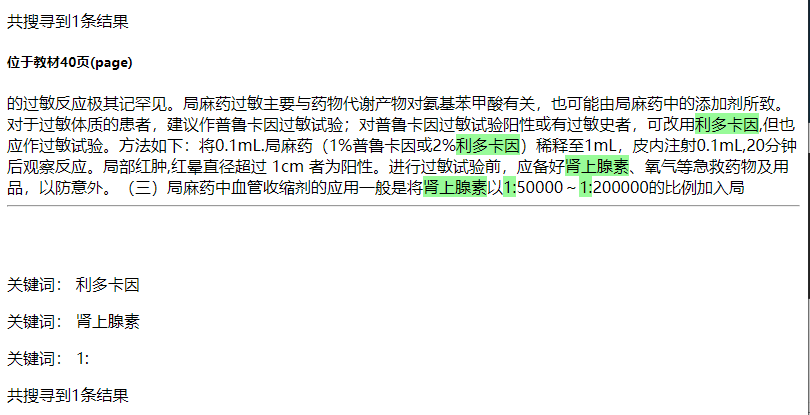 共搜寻到1条结果
位于教材40页(page)
的过敏反应极其记罕见。局麻药过敏主要与药物代谢产物对氨基苯甲酸有关，也可能由局麻药中的添加剂所致。
对于过敏体质的患者，建议作普鲁卡因过敏试验；对普鲁卡因过敏试验阳性或有过敏史者，可改用利多卡因,但也
应作过敏试验。方法如下：将0.1mL.局麻药（1%普鲁卡因或2%利多卡因）稀释至1mL，皮内注射0.1mL,20分钟
后观察反应。局部红肿,红晕直径超过 1cm 者为阳性。进行过敏试验前，应备好肾上腺素、氧气等急救药物及用
品，以防意外。（三）局麻药中血管收缩剂的应用一般是将肾上腺素以1:50000～1:200000的比例加入局
关键词： 利多卡因
关键词： 肾上腺素
关键词： 1:
共搜寻到1条结果